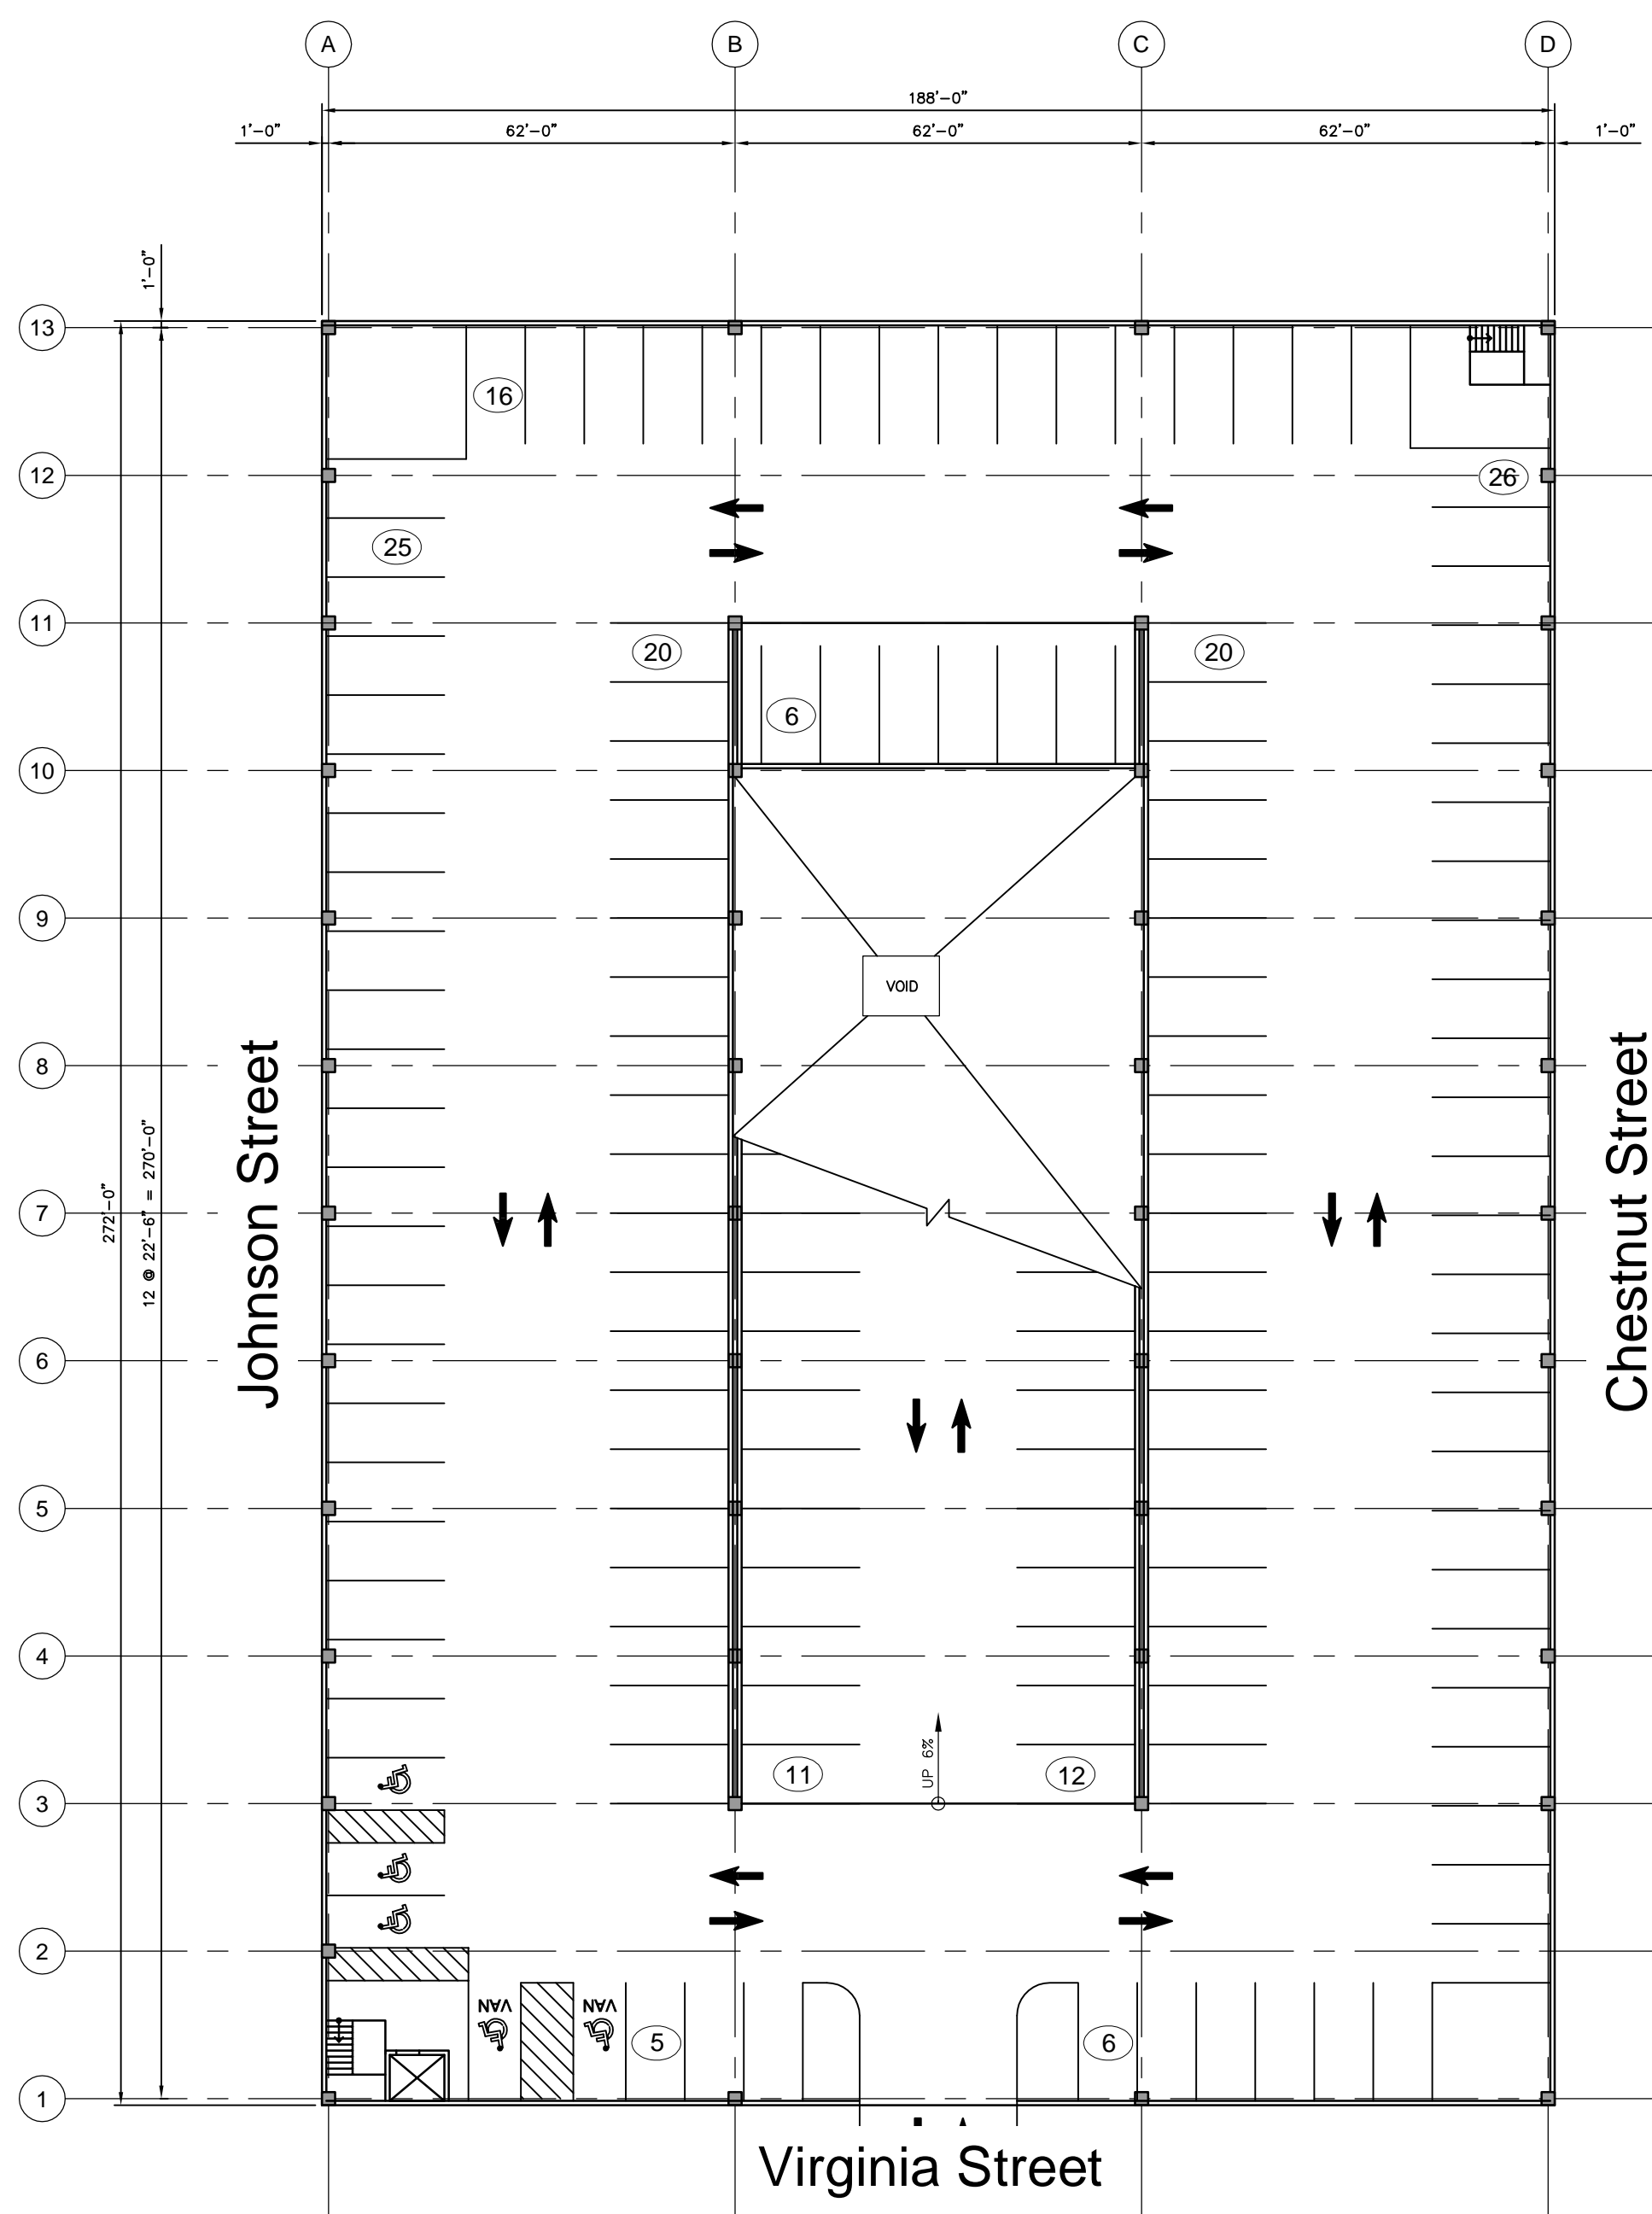 A B C D
188'-0"
1'-0" 62'-0" 62'-0" 62'-0" 1'-0"
1'-0"
13
16
12
26
25
11
20 20
6
10
9
VOID
8
Johnson Street
Chestnut Street
272'-0"
12 @ 22'-6" = 270'-0"
7
6
5
4
UP 6%
11 12
3
2
VAN VAN
5 6
1
Virginia Street